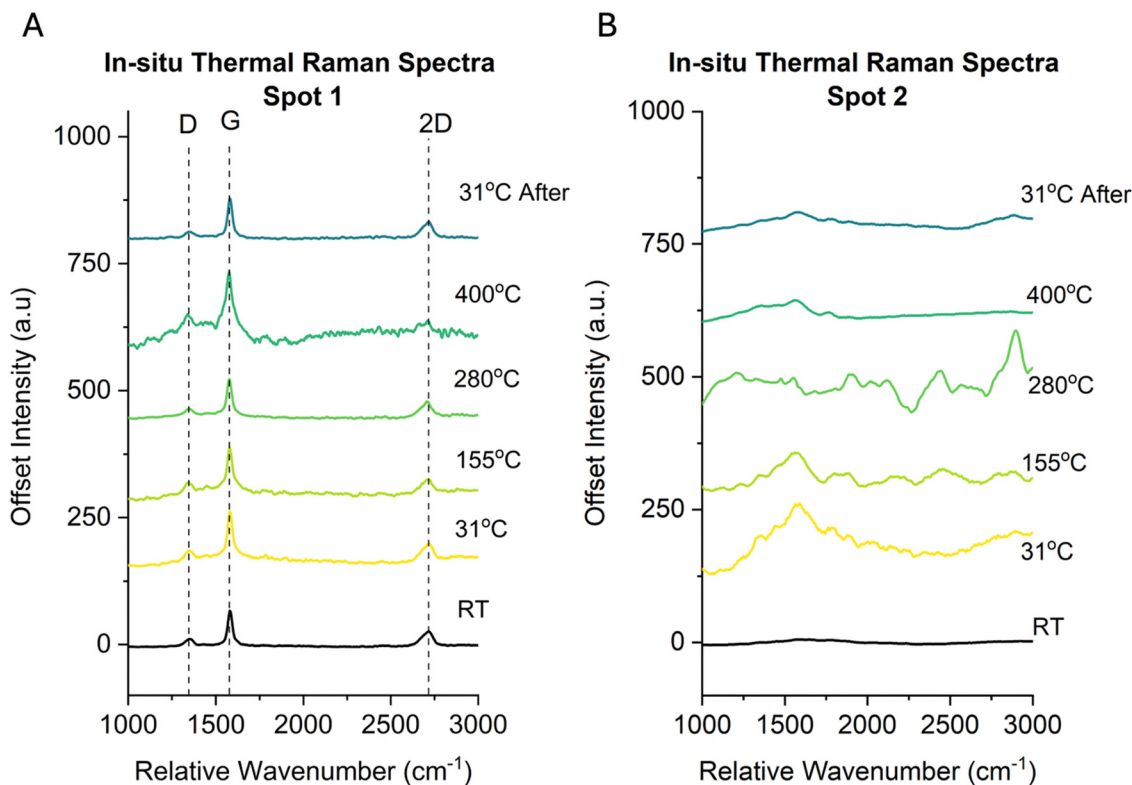 A
In-situ Thermal Raman Spectra
Spot 1
D
G
2D
1000
750
500
250
0
31°C After
400°C
280°C
155°C
31°C
RT
Offset Intensity (a.u)
1000
1500
2000
2500
3000
Relative Wavenumber (cm⁻¹)
B
In-situ Thermal Raman Spectra
Spot 2
1000
750
500
250
0
31°C After
400°C
280°C
155°C
31°C
RT
Offset Intensity (a.u.)
1000
1500
2000
2500
3000
Relative Wavenumber (cm⁻¹)